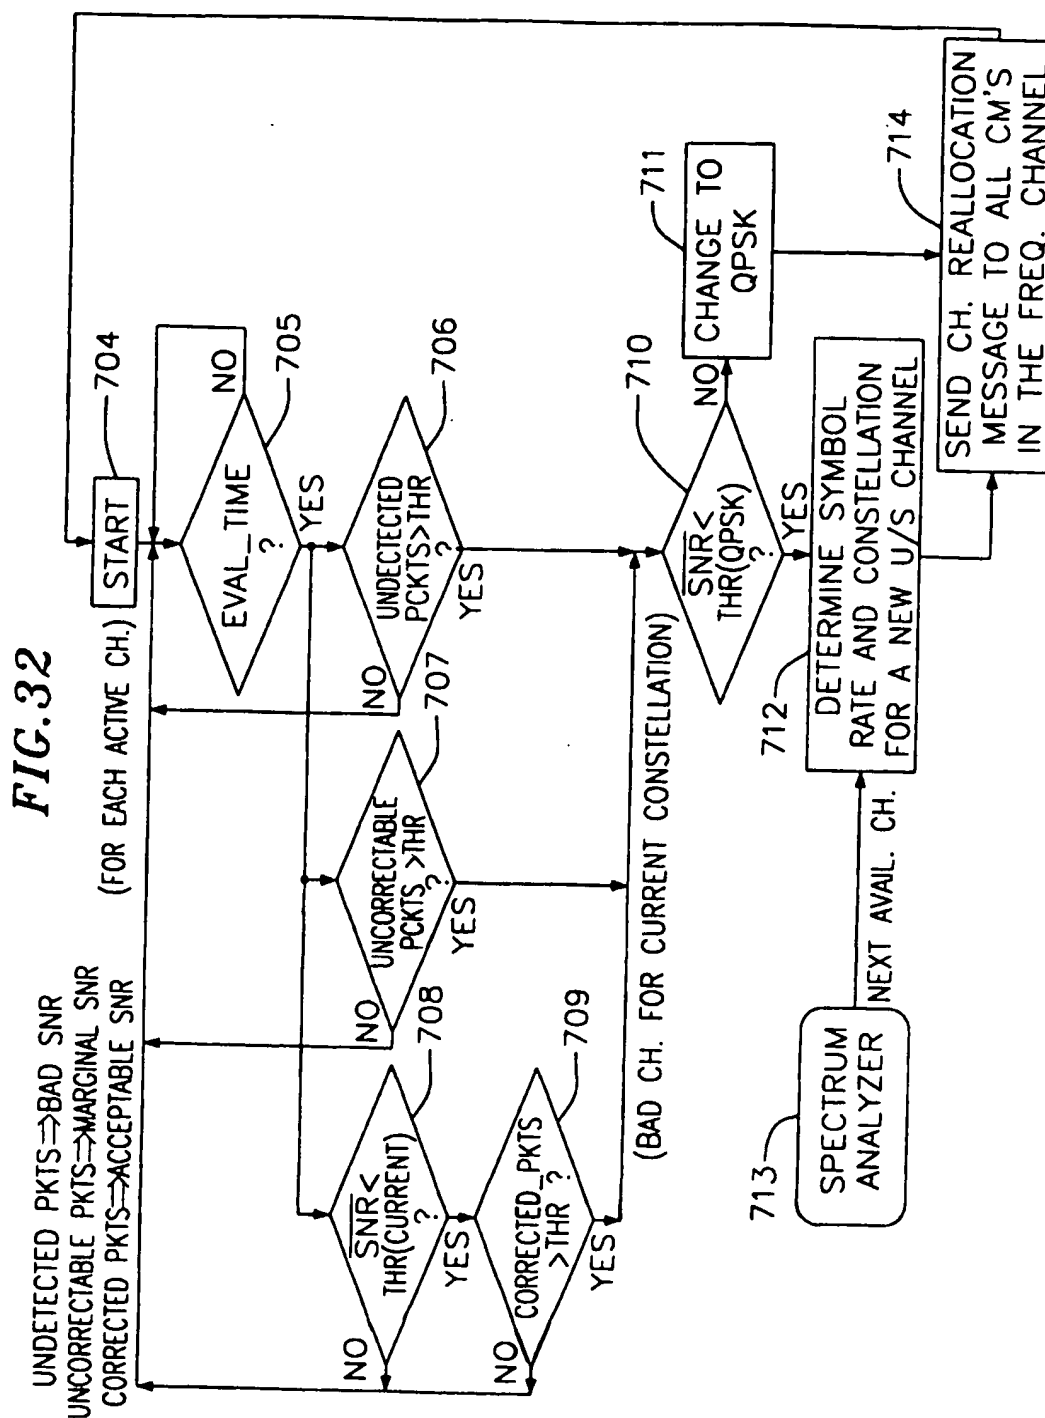 FIG.32
UNDETECTED PKTS⇒BAD SNR
UNCORRECTABLE PKTS⇒MARGINAL SNR
CORRECTED PKTS⇒ACCEPTABLE SNR
(FOR EACH ACTIVE CH.)
START
704
EVAL_TIME
?
705
NO
YES
UNDECTECTED
PCKTS>THR
?
706
NO
YES
UNCORRECTABLE
PCKTS >THR
?
707
NO
YES
SNR<
THR(CURRENT)
?
708
NO
YES
CORRECTED_PKTS
>THR ?
709
NO
YES
(BAD CH. FOR CURRENT CONSTELLATION)
SNR<
THR(QPSK)
?
710
NO
YES
CHANGE TO
QPSK
711
DETERMINE SYMBOL
RATE AND CONSTELLATION
FOR A NEW U/S CHANNEL
712
SPECTRUM
ANALYZER
713
NEXT AVAIL. CH.
SEND CH. REALLOCATION
MESSAGE TO ALL CM'S
IN THE FREQ. CHANNEL
714